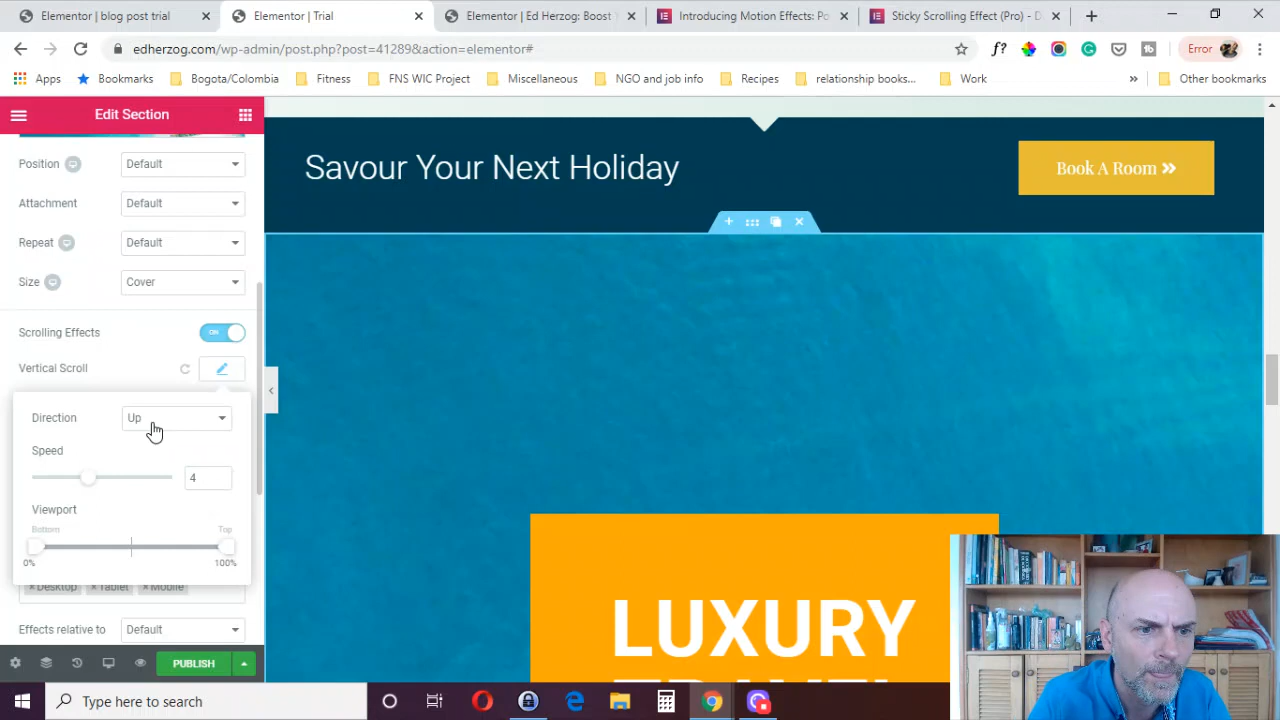 Elementor | Trial
Elementor | Trial
Elementor | Ed Herzog: Boost
Introducing Motion Effects: Po
Sticky Scrolling Effect (Pro) - D
edherzog.com/wp-admin/post.php?post=41289&action=elementor#
f?
Error
Apps
Bookmarks
Bogota/Colombia
Fitness
FNS WIC Project
Miscellaneous
NGO and job info
Recipes
relationship books...
Work
Other bookmarks
Edit Section
Position
Default
Attachment
Default
Repeat
Default
Size
Cover
Scrolling Effects
ON
Vertical Scroll
Direction
Up
Speed
4
Viewport
Bottom
Top
0%
100%
× Desktop × Tablet × Mobile
Effects relative to
Default
PUBLISH
Savour Your Next Holiday
Book A Room
LUXURY
TRAVEL
Type here to search